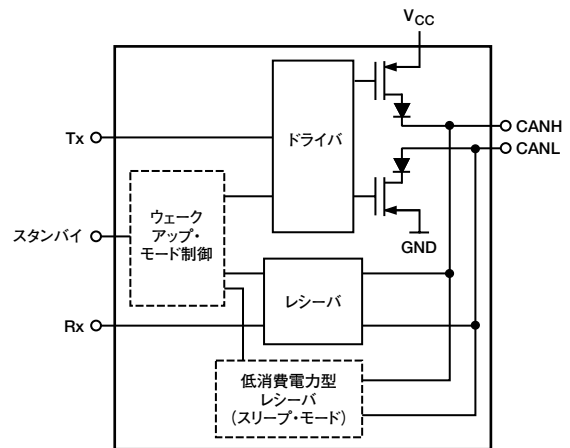 VCC
CANH
CANL
Tx
ドライバ
ウェーク
アップ・
モード制御
スタンバイ
GND
レシーバ
Rx
低消費電力型
レシーバ
(スリープ・モード)